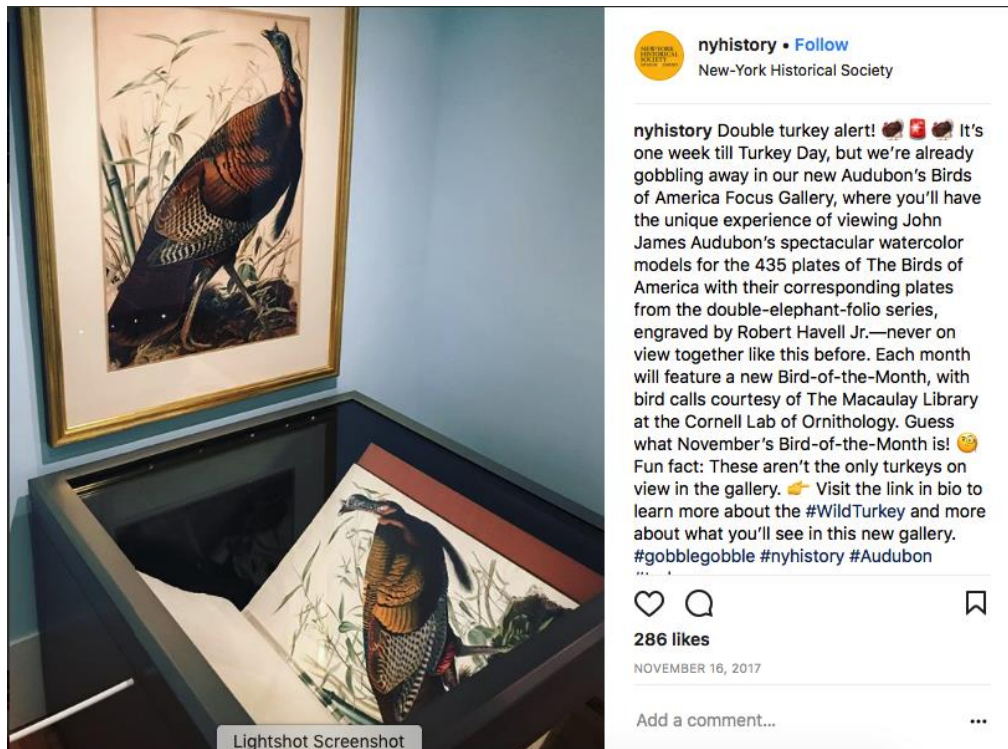 nyhistory • Follow
New-York Historical Society
nyhistory Double turkey alert! 🦃🚨🦃 It's
one week till Turkey Day, but we're already
gobbling away in our new Audubon's Birds
of America Focus Gallery, where you'll have
the unique experience of viewing John
James Audubon's spectacular watercolor
models for the 435 plates of The Birds of
America with their corresponding plates
from the double-elephant-folio series,
engraved by Robert Havell Jr.—never on
view together like this before. Each month
will feature a new Bird-of-the-Month, with
bird calls courtesy of The Macaulay Library
at the Cornell Lab of Ornithology. Guess
what November's Bird-of-the-Month is! 🧐
Fun fact: These aren't the only turkeys on
view in the gallery. 👉 Visit the link in bio to
learn more about the #WildTurkey and more
about what you'll see in this new gallery.
#gobblegobble #nyhistory #Audubon
286 likes
NOVEMBER 16, 2017
Add a comment...
Lightshot Screenshot